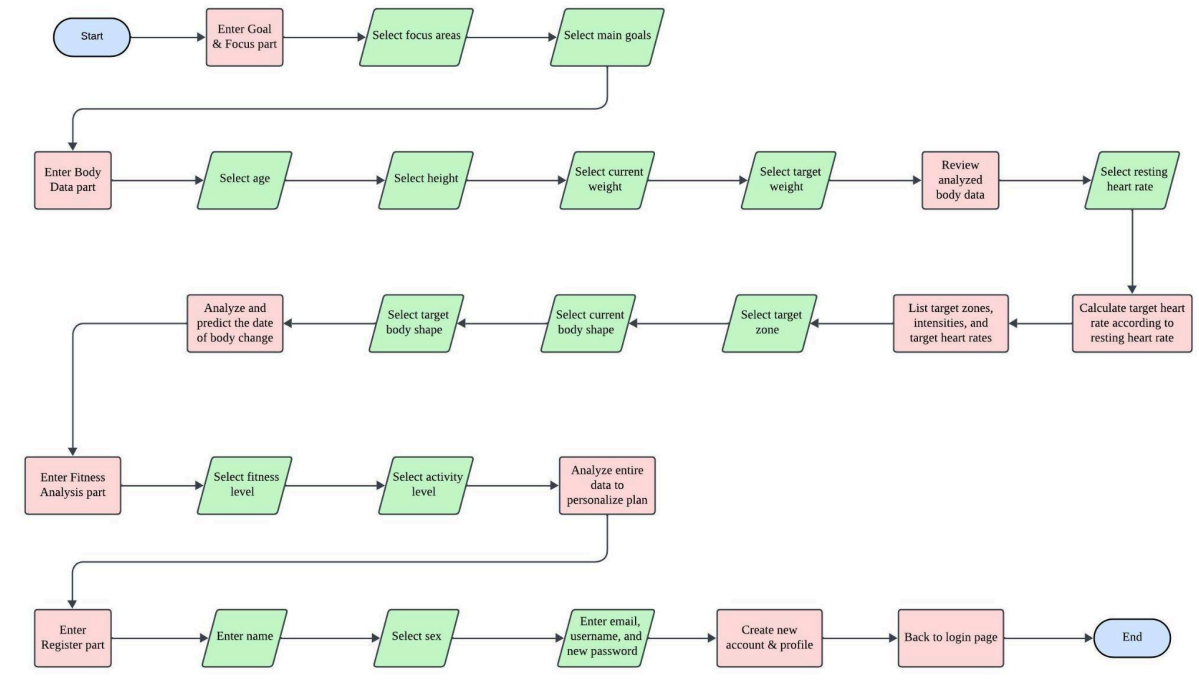 Start
Enter Goal
& Focus part
Select focus areas
Select main goals
Enter Body
Data part
Select age
Select height
Select current
weight
Select target
weight
Review
analyzed
body data
Select resting
heart rate
Analyze and
predict the date
of body change
Select target
body shape
Select current
body shape
Select target
zone
List target zones,
intensities, and
target heart rates
Calculate target heart
rate according to
resting heart rate
Enter Fitness
Analysis part
Select fitness
level
Select activity
level
Analyze entire
data to
personalize plan
Enter
Register part
Enter name
Select sex
Enter email,
username, and
new password
Create new
account & profile
Back to login page
End